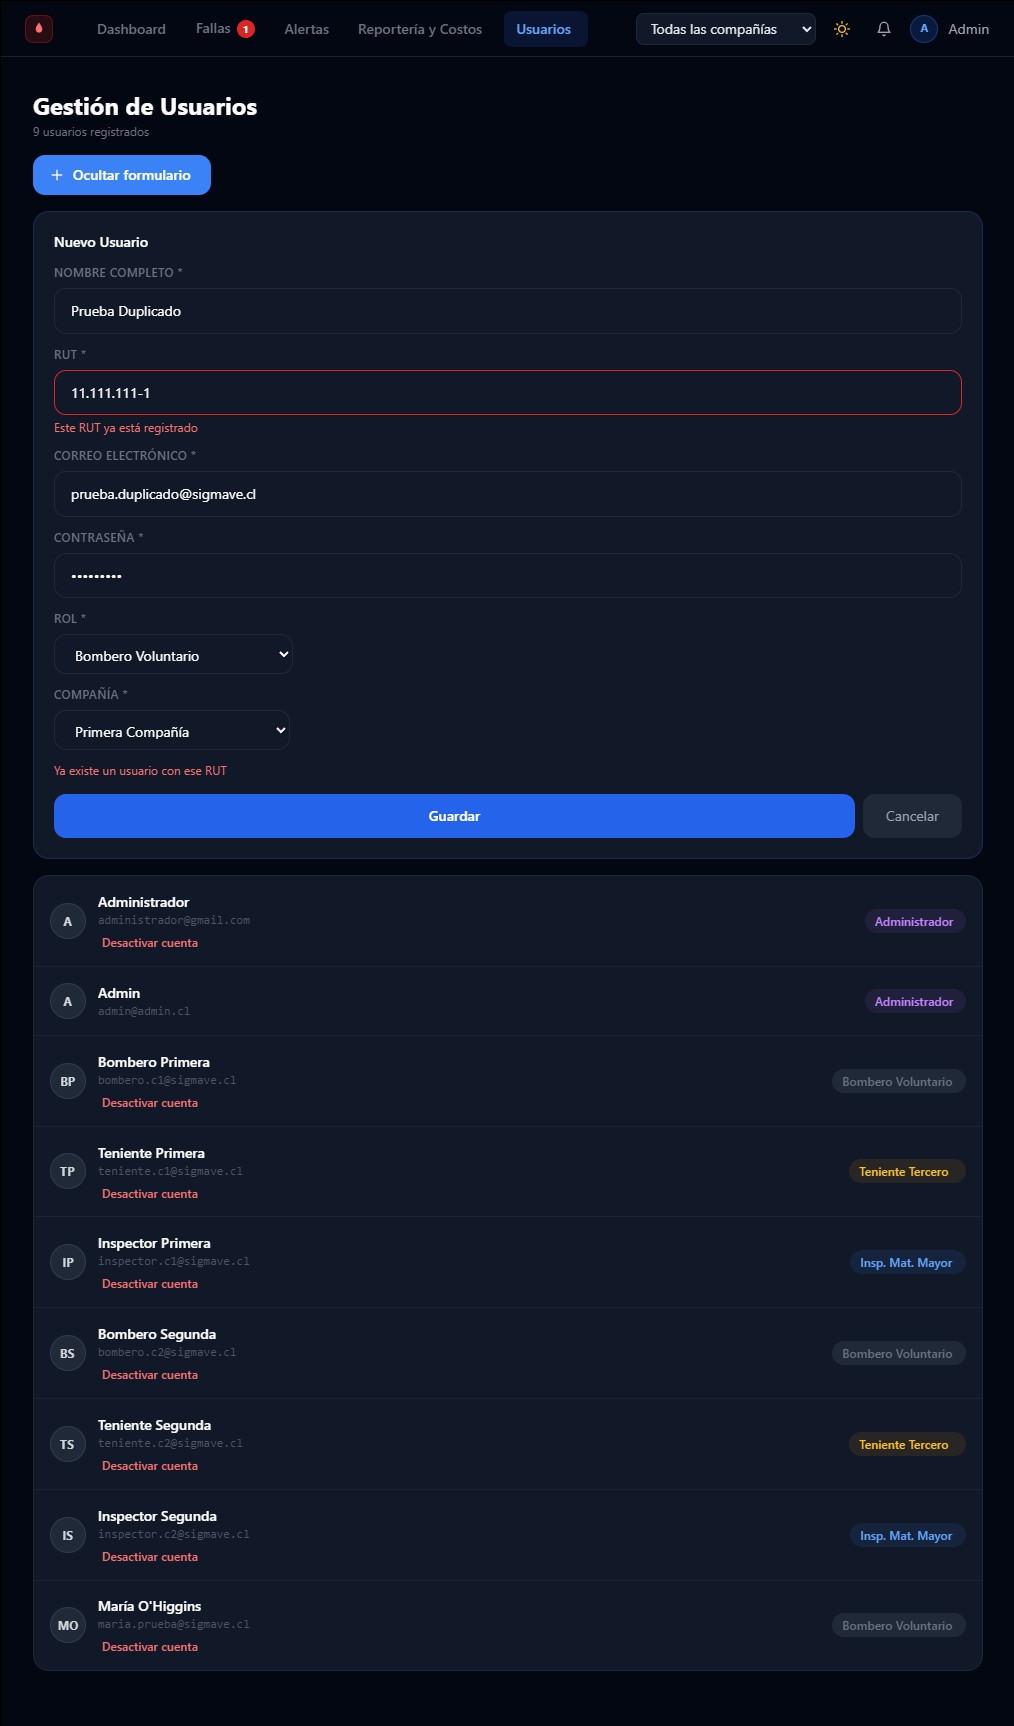 Dashboard
Fallas 1
Alertas
Reportería y Costos
Usuarios
Todas las compañías
A
Admin
Gestión de Usuarios
9 usuarios registrados
+ Ocultar formulario
Nuevo Usuario
NOMBRE COMPLETO *
Prueba Duplicado
RUT *
11.111.111-1
Este RUT ya está registrado
CORREO ELECTRÓNICO *
prueba.duplicado@sigmave.cl
CONTRASEÑA *
•••••••••
ROL *
Bombero Voluntario
COMPAÑÍA *
Primera Compañía
Ya existe un usuario con ese RUT
Guardar
Cancelar
A
Administrador
administrador@gmail.com
Desactivar cuenta
Administrador
A
Admin
admin@admin.cl
Administrador
BP
Bombero Primera
bombero.c1@sigmave.cl
Desactivar cuenta
Bombero Voluntario
TP
Teniente Primera
teniente.c1@sigmave.cl
Desactivar cuenta
Teniente Tercero
IP
Inspector Primera
inspector.c1@sigmave.cl
Desactivar cuenta
Insp. Mat. Mayor
BS
Bombero Segunda
bombero.c2@sigmave.cl
Desactivar cuenta
Bombero Voluntario
TS
Teniente Segunda
teniente.c2@sigmave.cl
Desactivar cuenta
Teniente Tercero
IS
Inspector Segunda
inspector.c2@sigmave.cl
Desactivar cuenta
Insp. Mat. Mayor
MO
María O'Higgins
maria.prueba@sigmave.cl
Desactivar cuenta
Bombero Voluntario